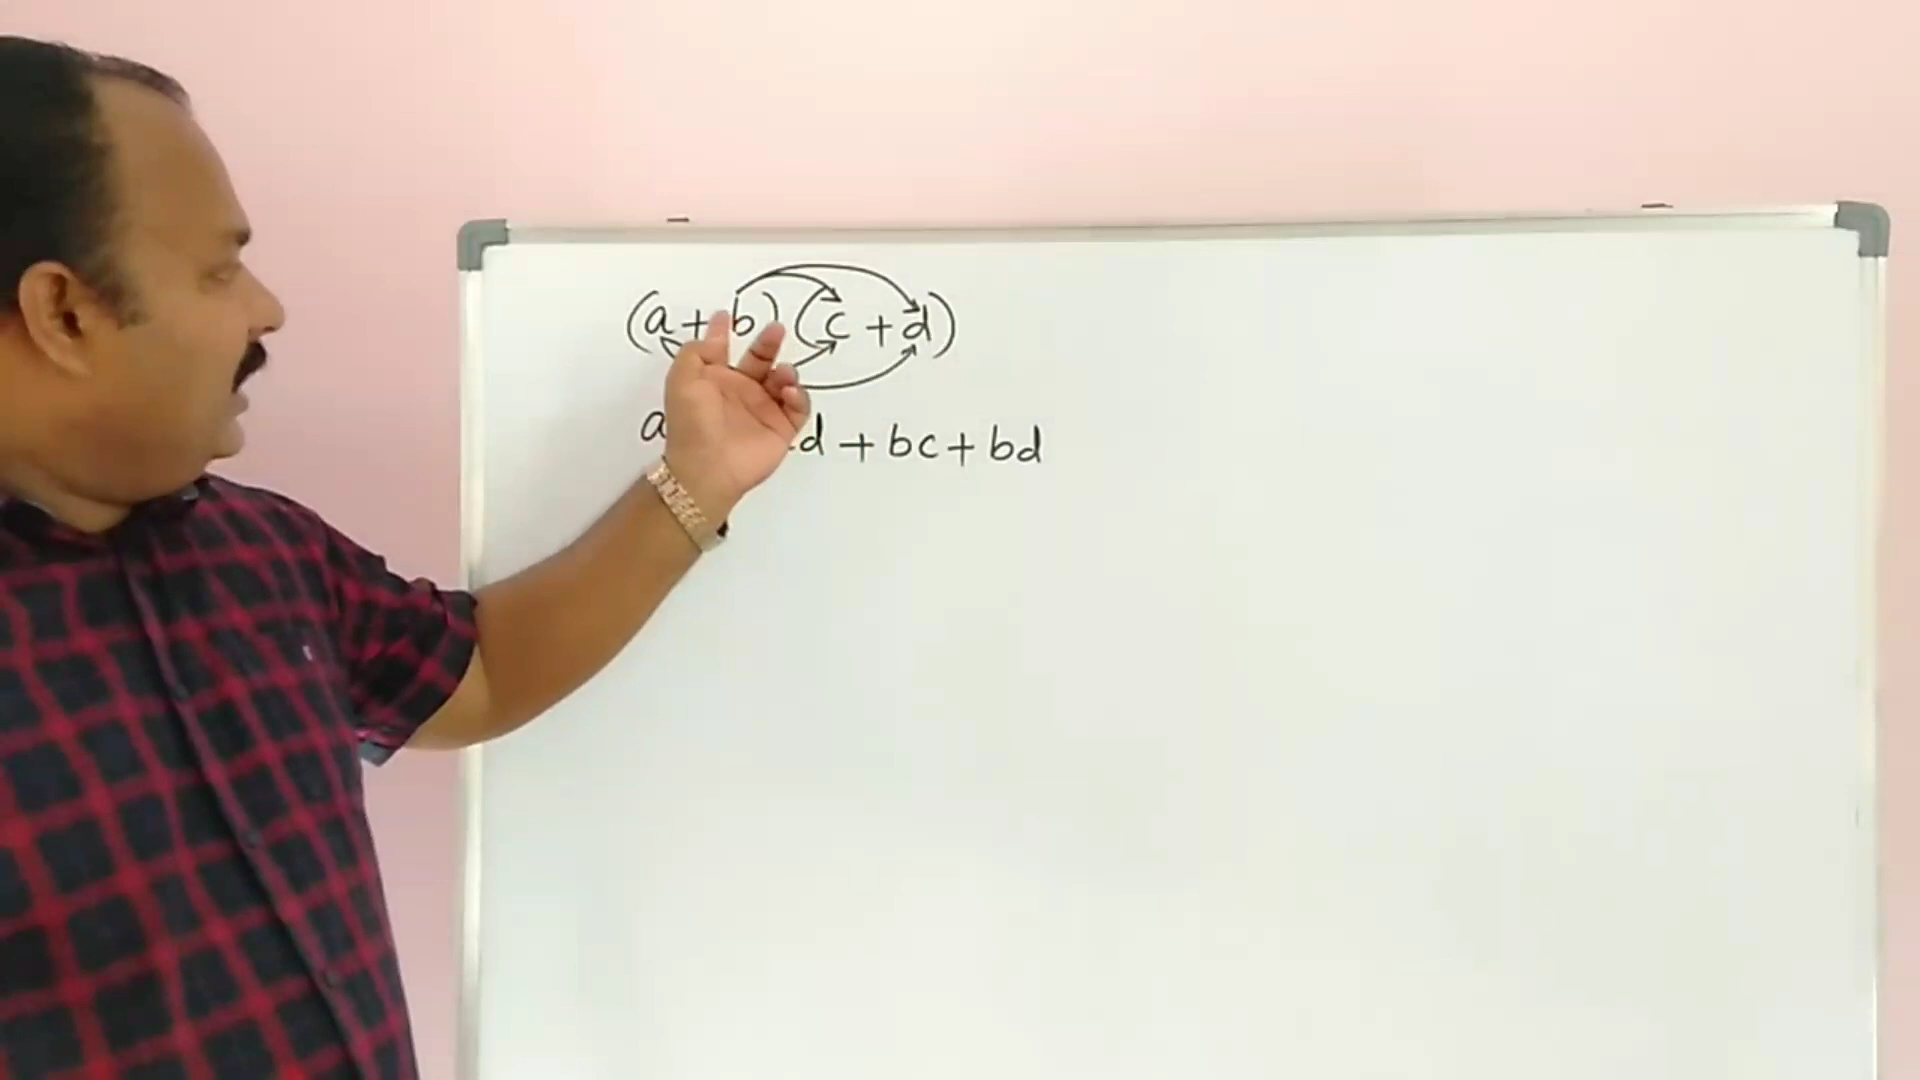 (a + b) (c + d)
a d + bc + bd